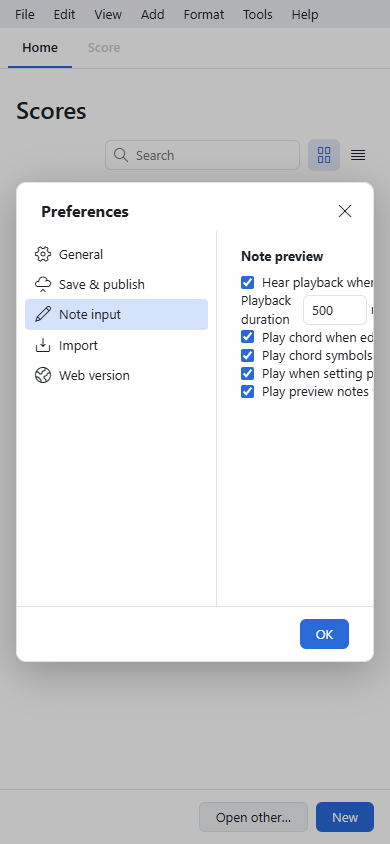 File Edit View Add Format Tools Help
Home Score
Scores
Search
Preferences
General
Save & publish
Note input
Import
Web version
Note preview
Hear playback when
Playback
duration
500
Play chord when ed
Play chord symbols
Play when setting p
Play preview notes
OK
Open other... New